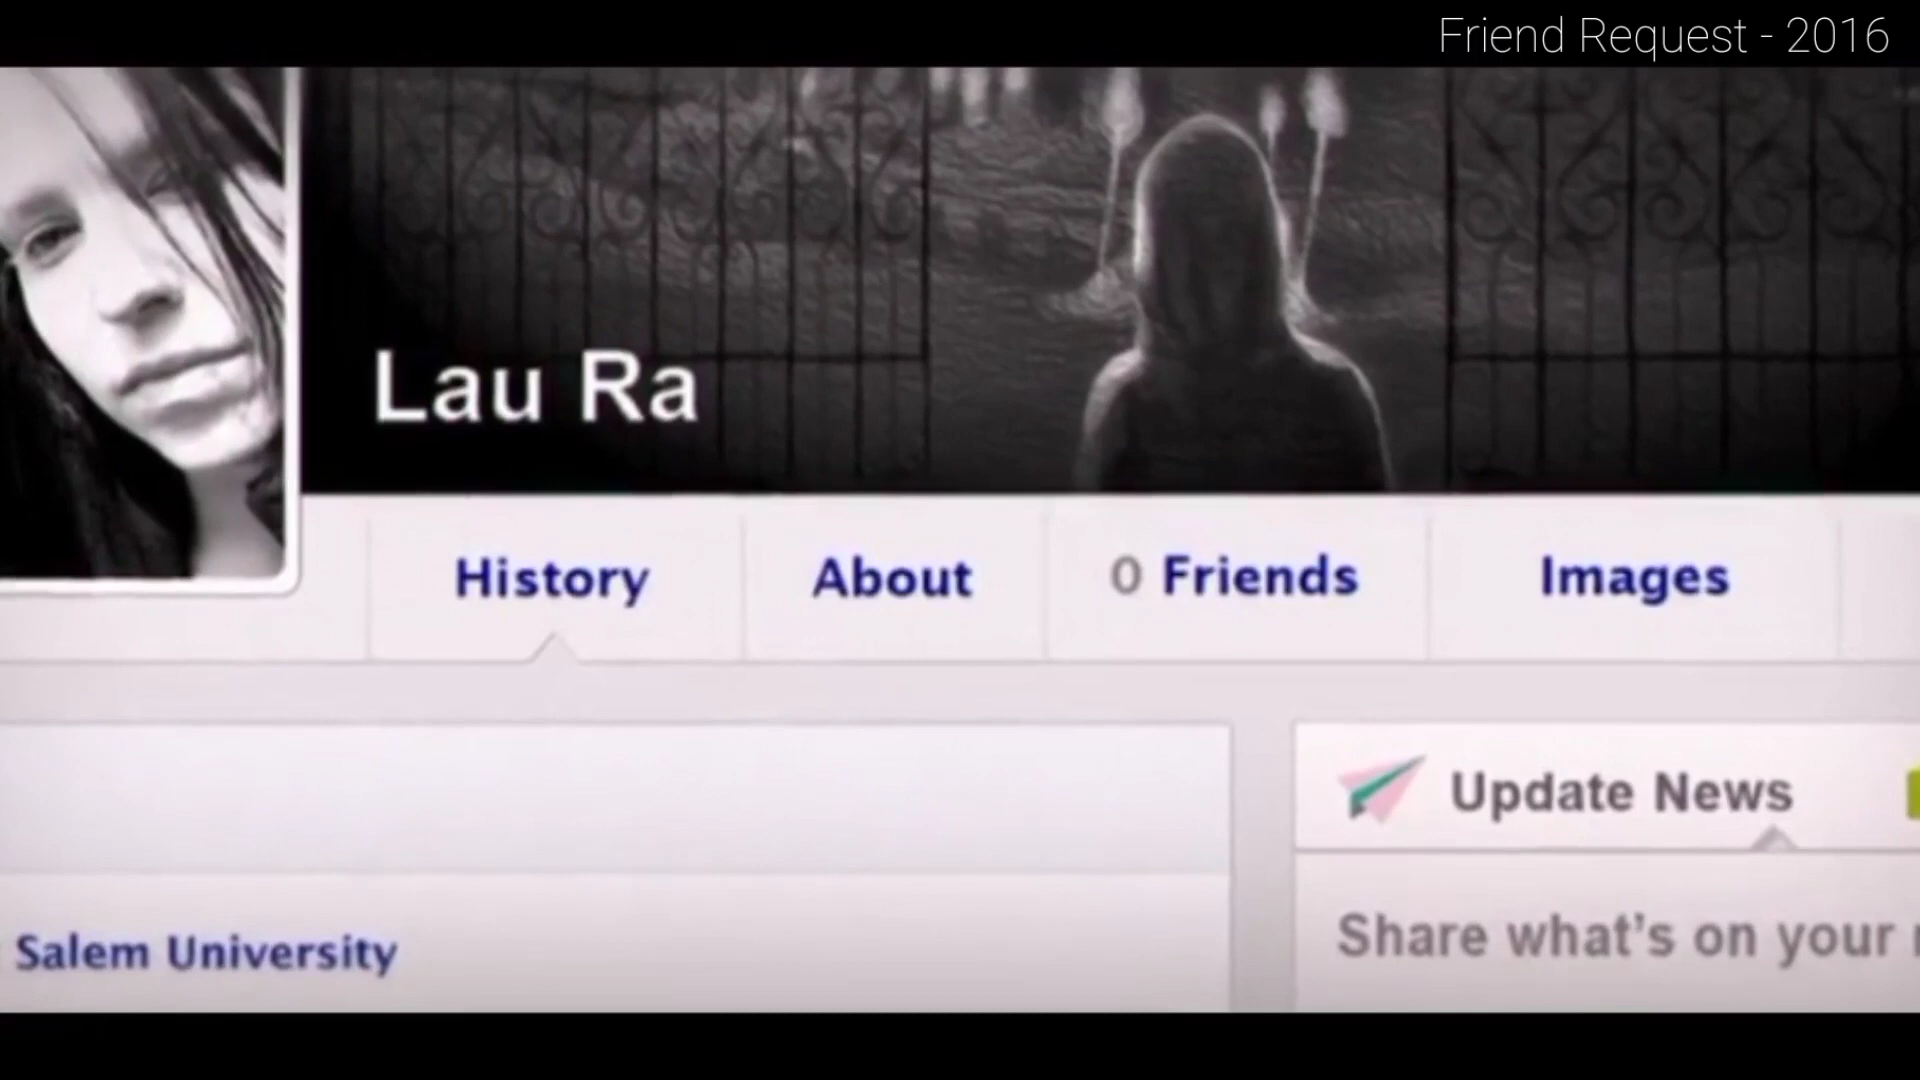 Friend Request - 2016
Lau Ra
History
About
0 Friends
Images
Update News
Share what's on your
Salem University